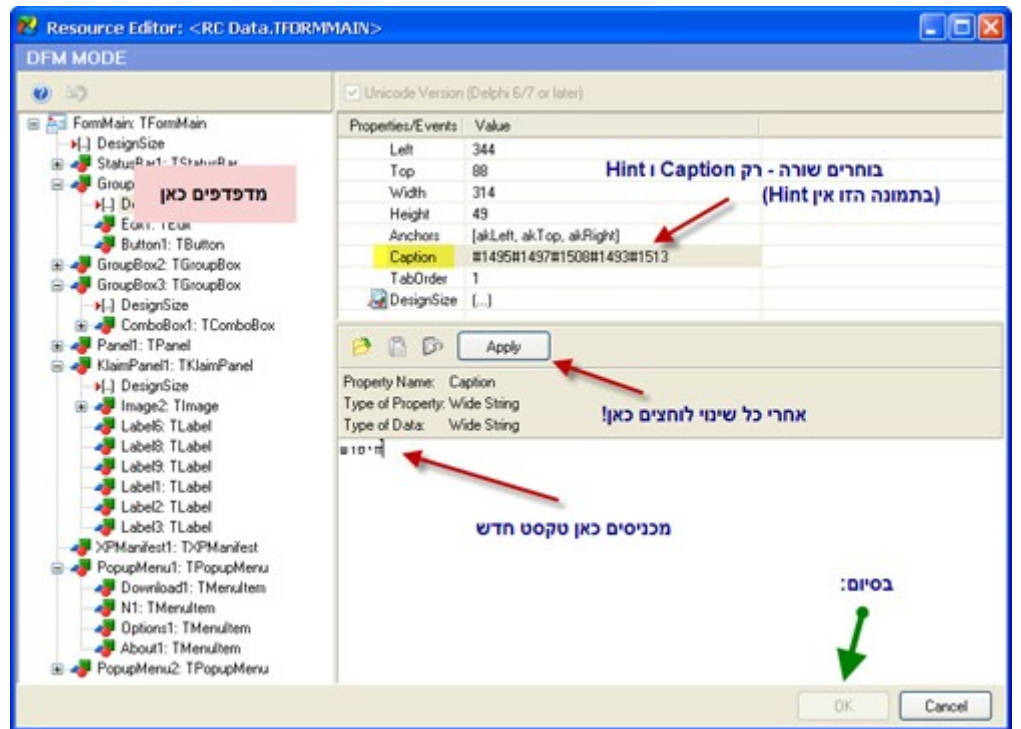 Resource Editor: <RC Data.TFORMMAIN>
DFM MODE
Unicode Version (Delphi 6/7 or later)
FormMain: TFormMain
DesignSize
StatusBar1: TStatusBar
Group
מדפדפים כאן
Edit1: TEdit
Button1: TButton
GroupBox2: TGroupBox
GroupBox3: TGroupBox
DesignSize
ComboBox1: TComboBox
Panel1: TPanel
KlaimPanel1: TKlaimPanel
DesignSize
Image2: TImage
Label6: TLabel
Label8: TLabel
Label9: TLabel
Label1: TLabel
Label2: TLabel
Label3: TLabel
XPManifest1: TXPManifest
PopupMenu1: TPopupMenu
Download1: TMenuItem
N1: TMenuItem
Options1: TMenuItem
About1: TMenuItem
PopupMenu2: TPopupMenu
Properties/Events Value
Left 344
Top 88
Width 314
Height 49
Anchors [akLeft, akTop, akRight]
Caption #1495#1497#1508#1493#1513
TabOrder 1
DesignSize (...)
בוחרים שורה - רק Caption ו Hint
(בתמונה הזו אין Hint)
Apply
Property Name: Caption
Type of Property: Wide String
Type of Data: Wide String
אחרי כל שינוי לוחצים כאן!
חיפוש
מכניסים כאן טקסט חדש
בסיום:
OK Cancel